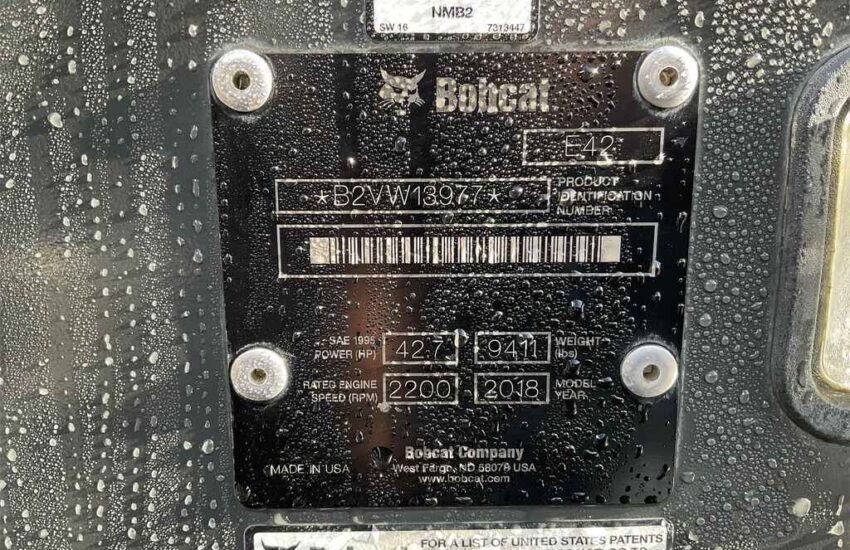 NMB2
SW 16 7319447
Bobcat
E42
*B2VW13977*
PRODUCT
IDENTIFICATION
NUMBER
SAE 1995
POWER (HP) 42.7 9411 WEIGHT
(lbs)
RATED ENGINE
SPEED (RPM) 2200 2018 MODEL
YEAR
Bobcat Company
MADE IN USA West Fargo, ND 58078 USA
www.bobcat.com
Bobcat FOR A LIST OF UNITED STATES PATENTS